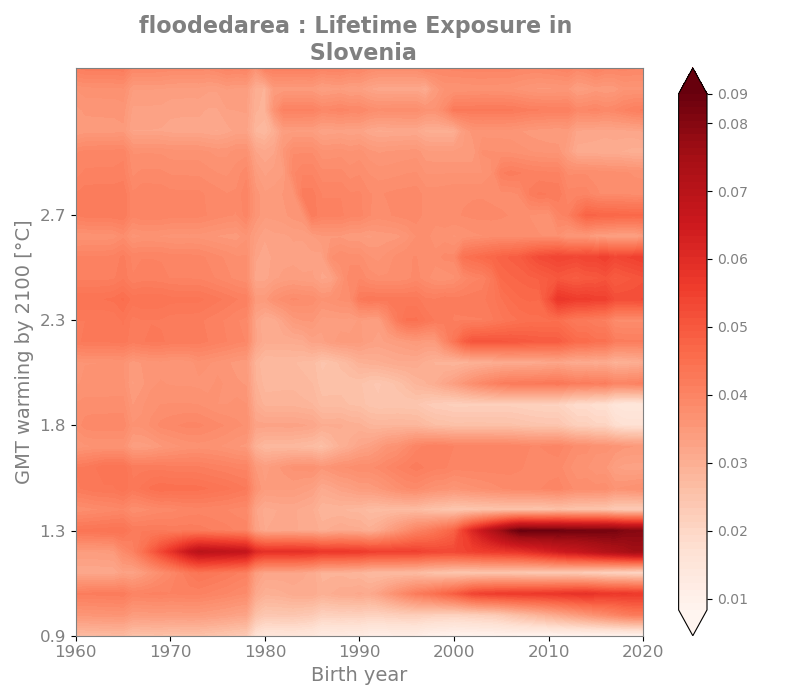 floodedarea : Lifetime Exposure in
Slovenia
GMT warming by 2100 [°C]
2.7
2.3
1.8
1.3
0.9
1960 1970 1980 1990 2000 2010 2020
Birth year
0.09
0.08
0.07
0.06
0.05
0.04
0.03
0.02
0.01